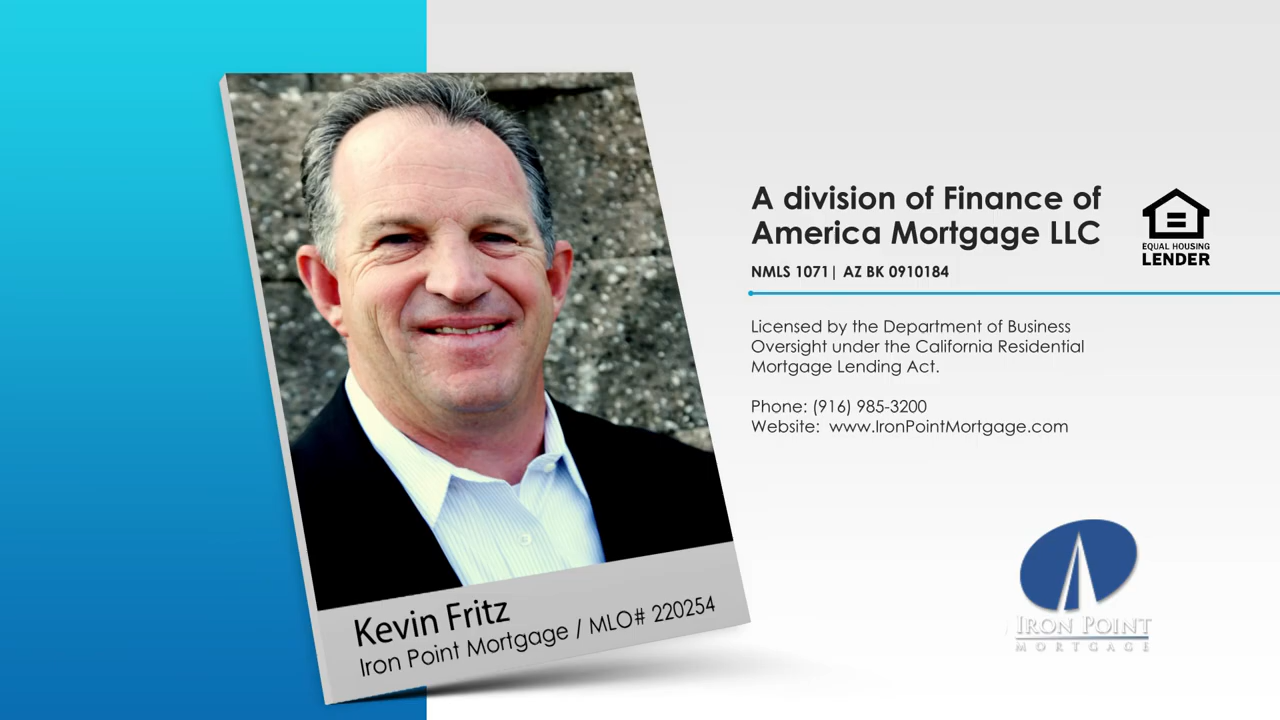 A division of Finance of
America Mortgage LLC
NMLS 1071| AZ BK 0910184
EQUAL HOUSING
LENDER
Licensed by the Department of Business
Oversight under the California Residential
Mortgage Lending Act.
Phone: (916) 985-3200
Website: www.IronPointMortgage.com
Kevin Fritz
Iron Point Mortgage / MLO# 220254
IRON POINT
MORTGAGE